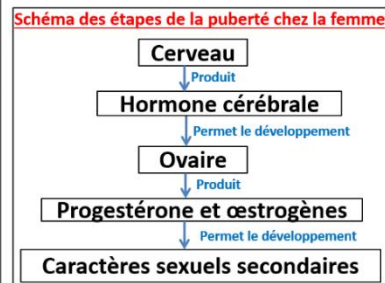 Schéma des étapes de la puberté chez la femme
Cerveau
Produit
Hormone cérébrale
Permet le développement
Ovaire
Produit
Progestérone et œstrogènes
Permet le développement
Caractères sexuels secondaires